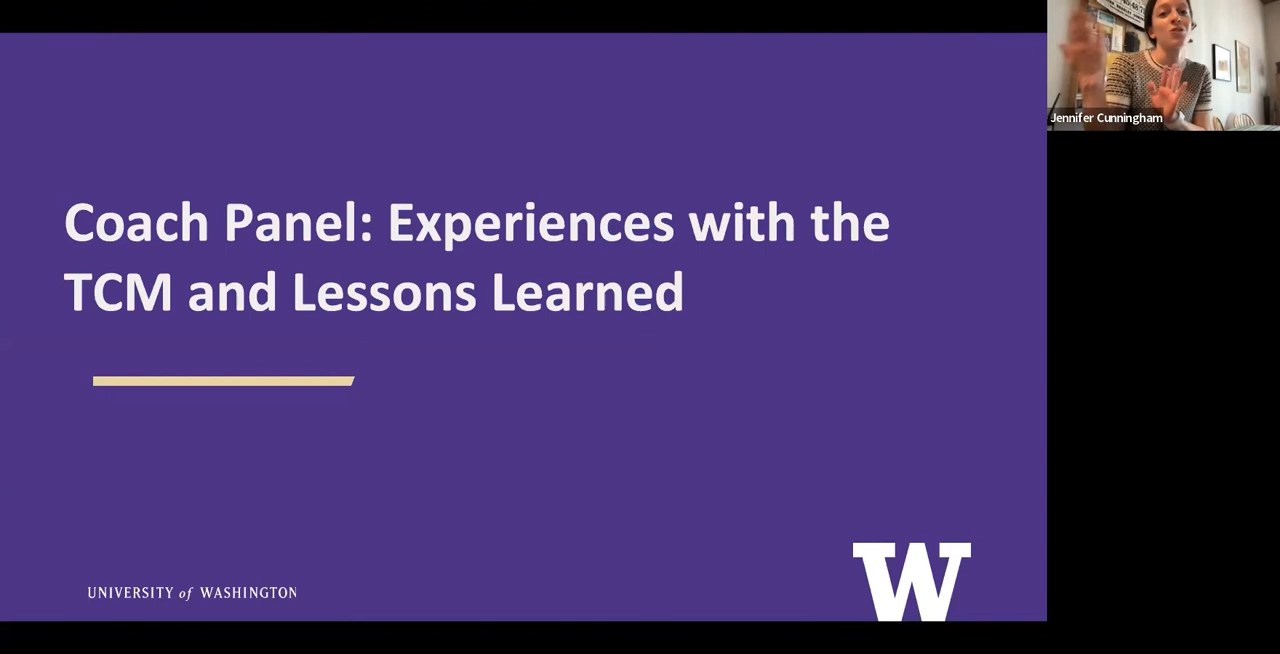 Coach Panel: Experiences with the
TCM and Lessons Learned
UNIVERSITY of WASHINGTON
W
Jennifer Cunningham